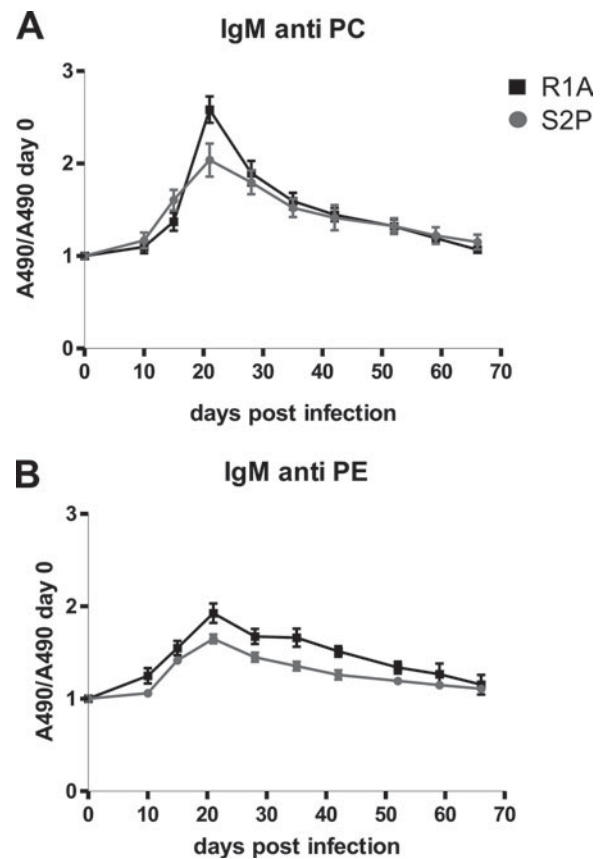 A
IgM anti PC
3
2
1
0
A490/A490 day 0
0 10 20 30 40 50 60 70
days post infection
R1A
S2P
B
IgM anti PE
3
2
1
0
A490/A490 day 0
0 10 20 30 40 50 60 70
days post infection